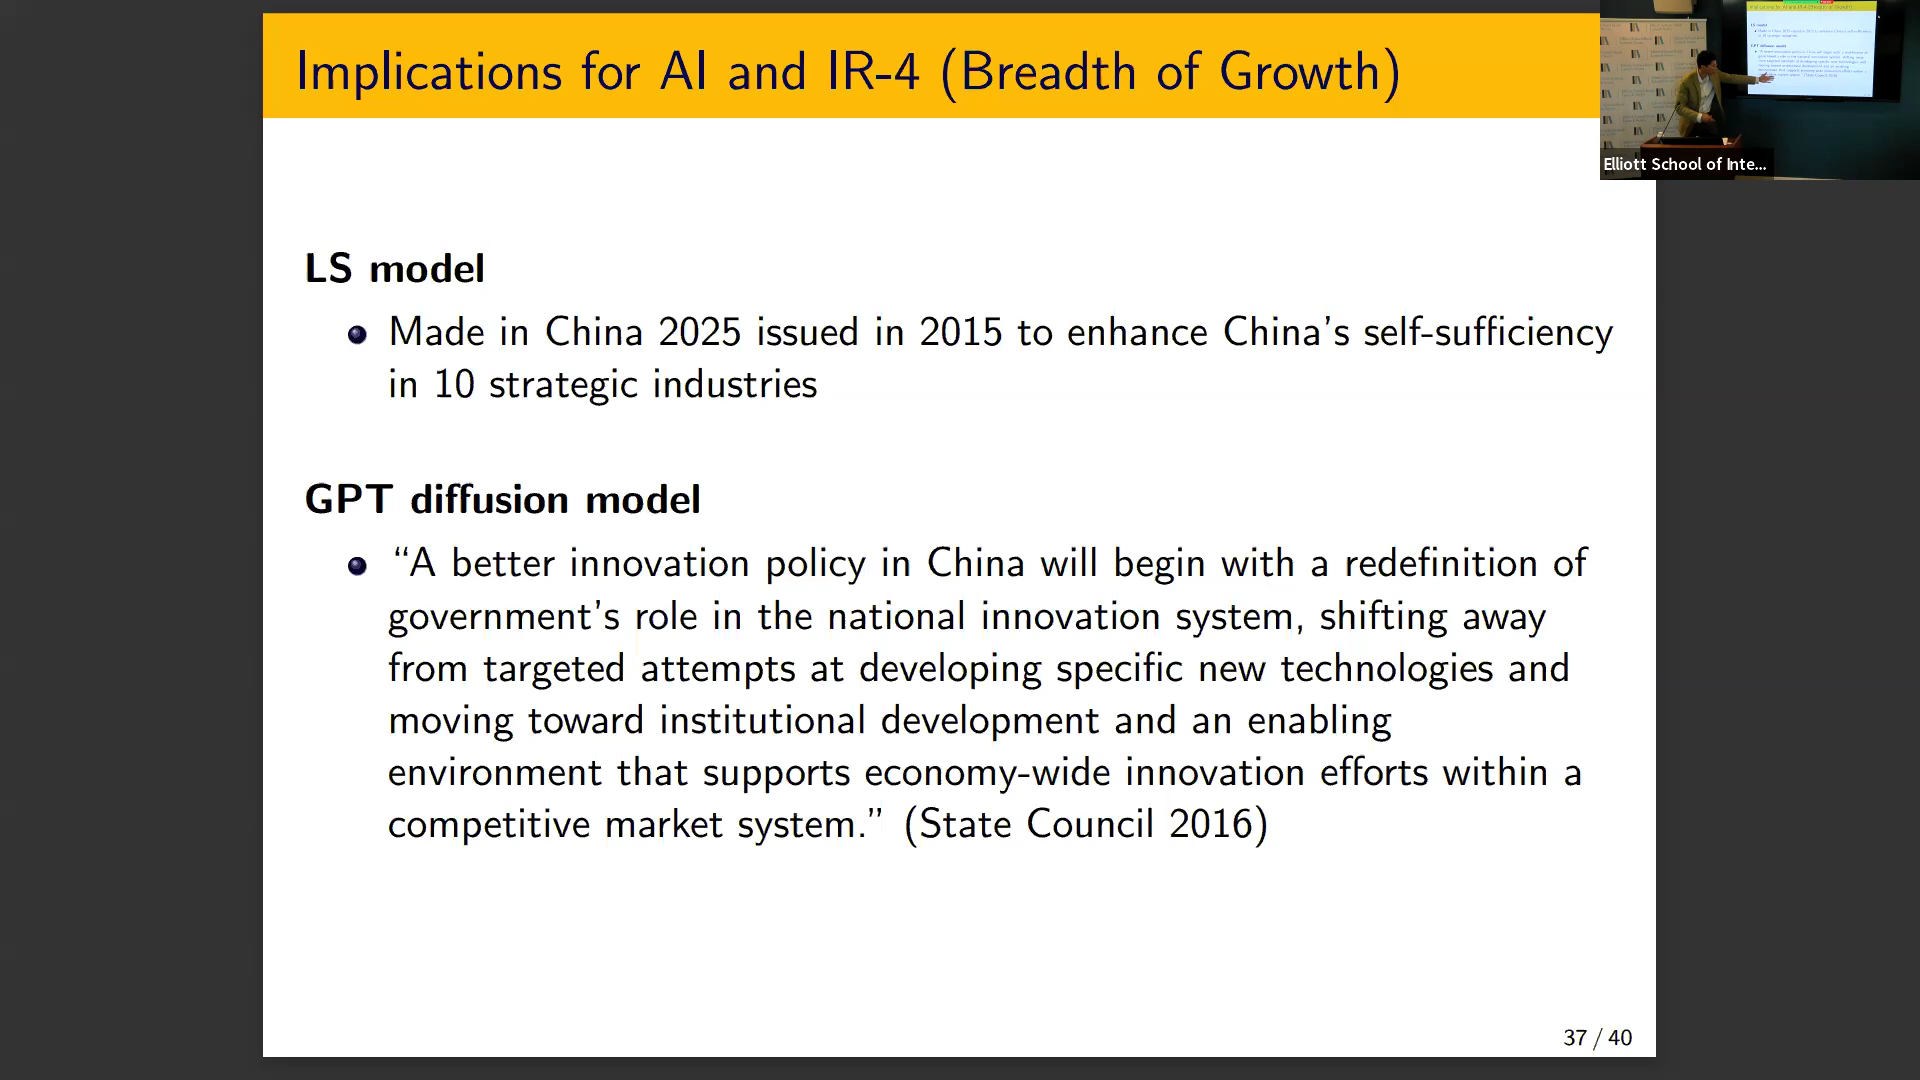 Implications for AI and IR-4 (Breadth of Growth)
Elliott School of Inte...
LS model
Made in China 2025 issued in 2015 to enhance China's self-sufficiency
in 10 strategic industries
GPT diffusion model
“A better innovation policy in China will begin with a redefinition of
government's role in the national innovation system, shifting away
from targeted attempts at developing specific new technologies and
moving toward institutional development and an enabling
environment that supports economy-wide innovation efforts within a
competitive market system.” (State Council 2016)
37 / 40